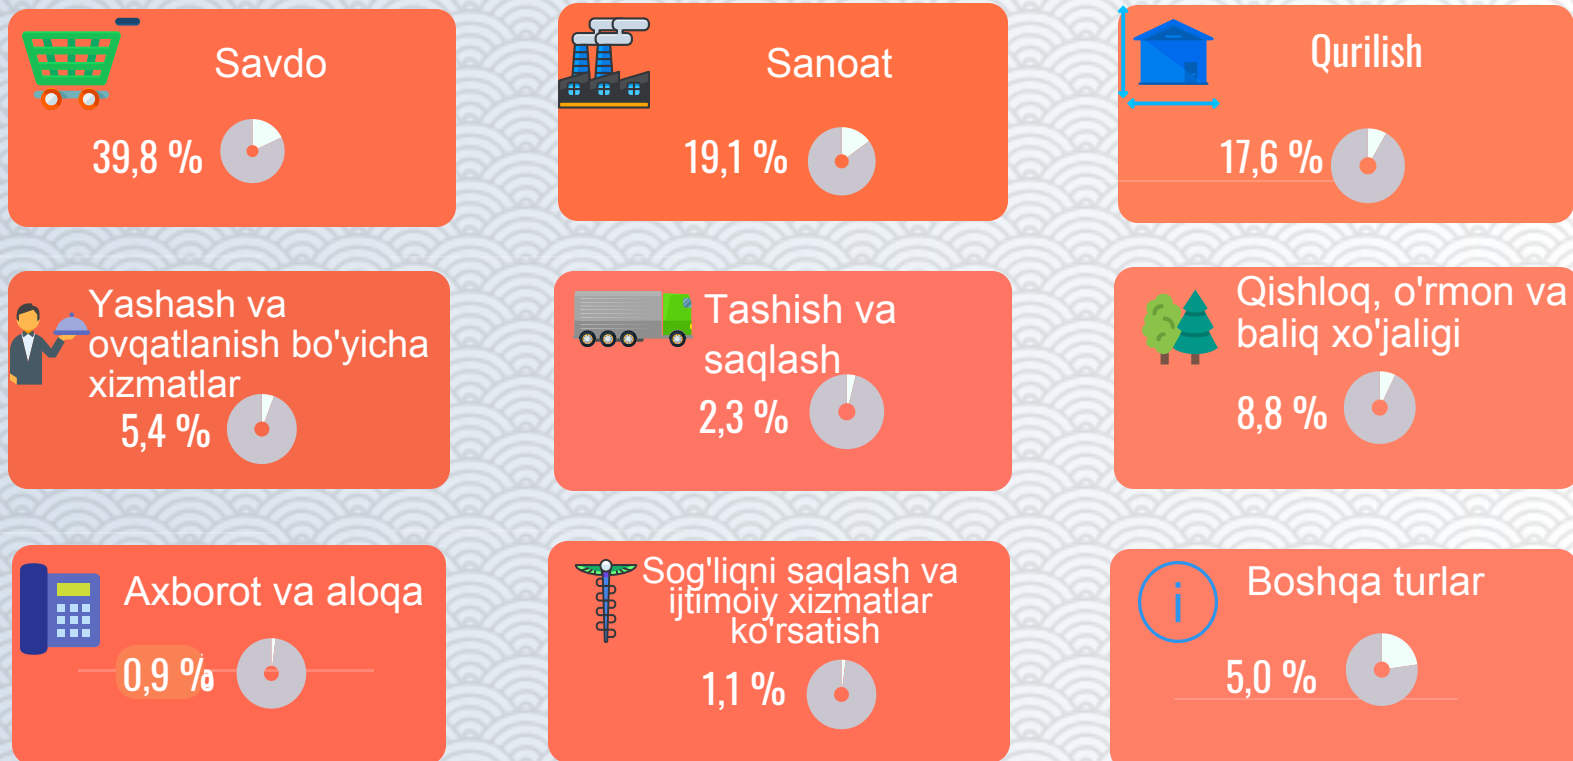 Savdo
39,8 %
Sanoat
19,1 %
Qurilish
17,6 %
Yashash va
ovqatlanish bo'yicha
xizmatlar
5,4 %
Tashish va
saqlash
2,3 %
Qishloq, o'rmon va
baliq xo'jaligi
8,8 %
Axborot va aloqa
0,9 %
Sog'liqni saqlash va
ijtimoiy xizmatlar
ko'rsatish
1,1 %
i
Boshqa turlar
5,0 %